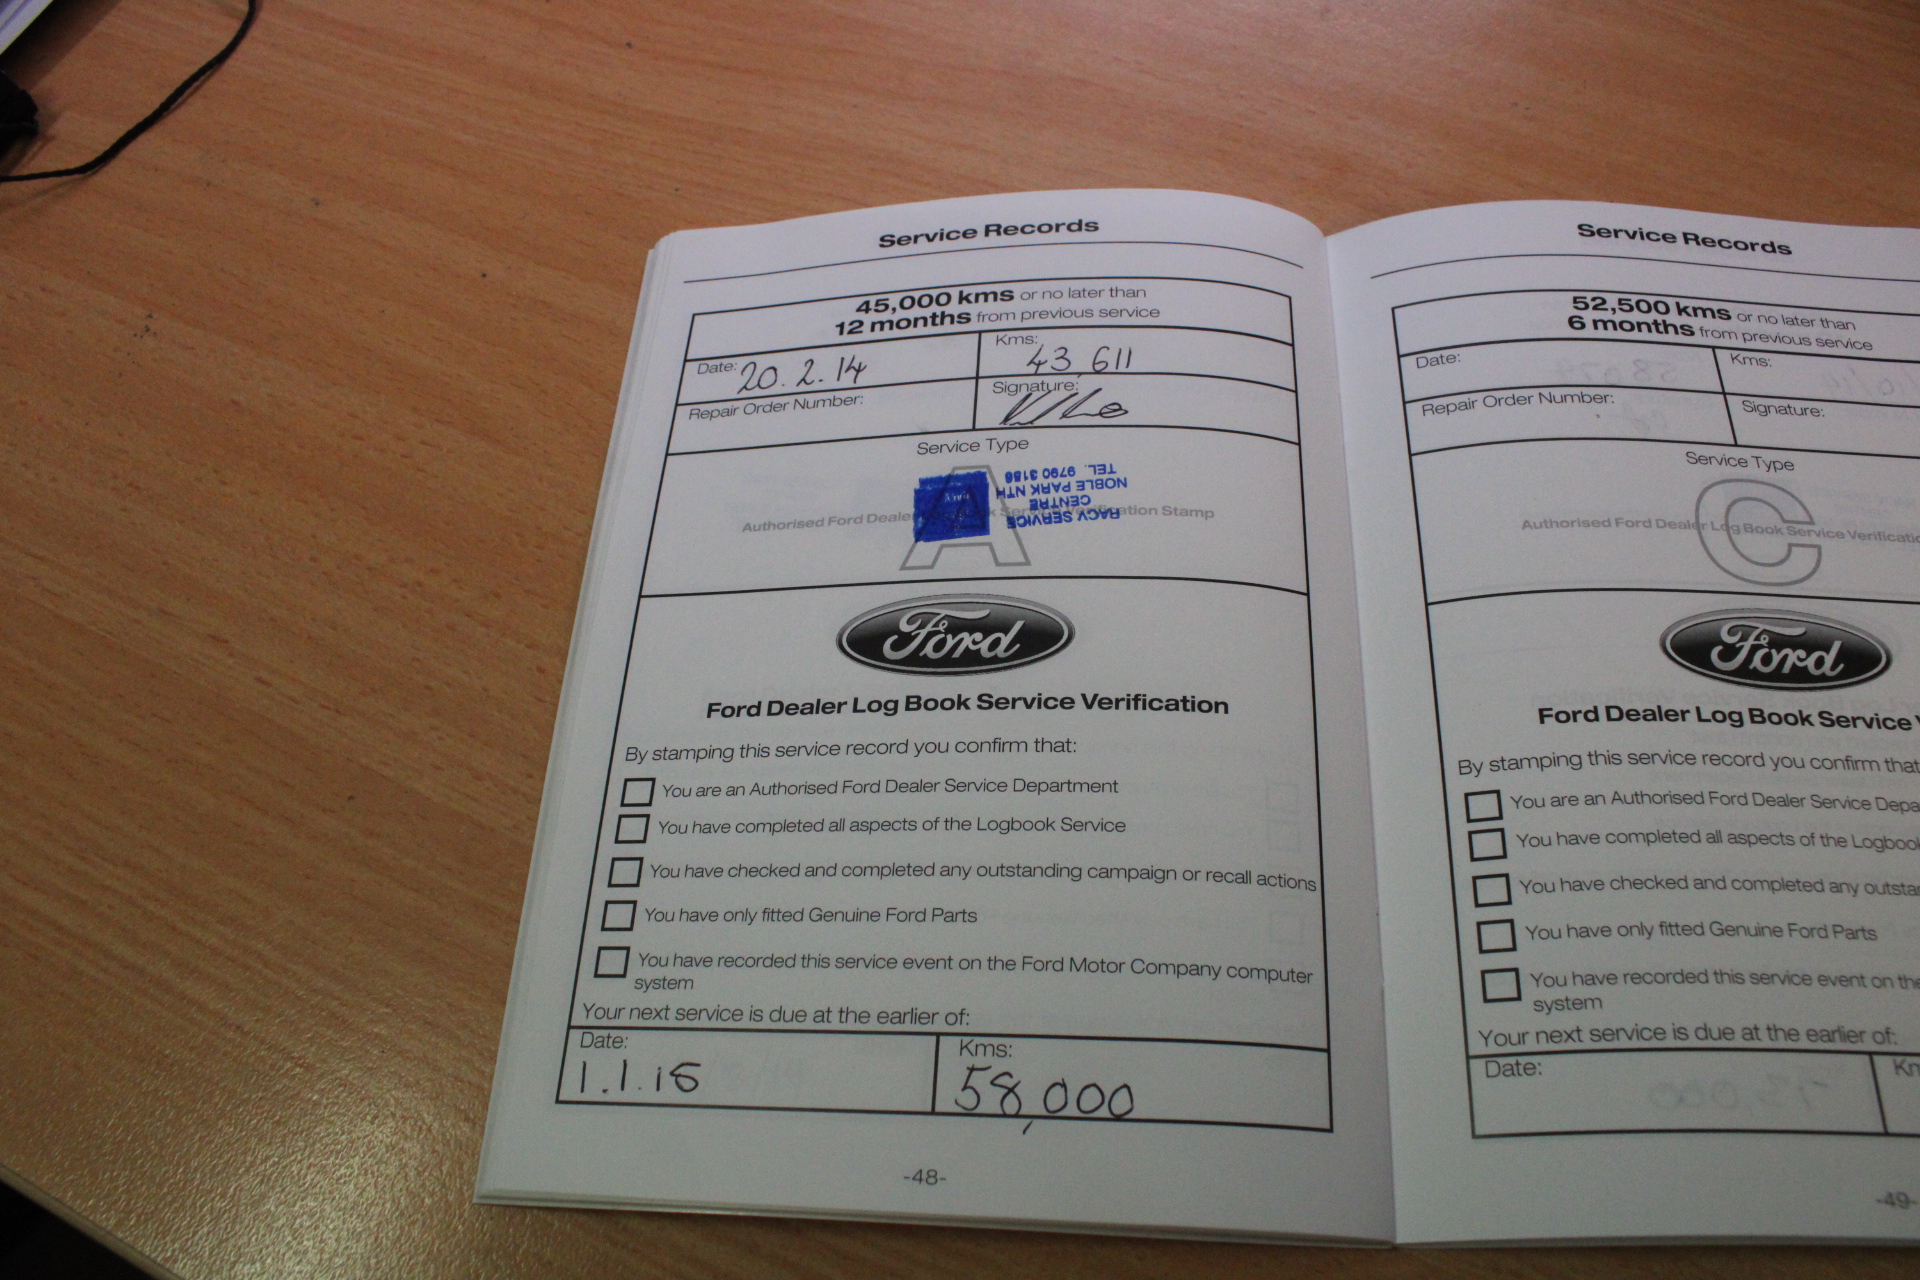 Service Records
45,000 kms or no later than
12 months from previous service
Date: 20.2.14
Kms: 43,611
Repair Order Number:
Signature:
Service Type
A
Authorised Ford Dealer Log Book Service Verification Stamp
RACV SERVICE
CENTRE
NOBLE PARK NTH
TEL. 9790 3188
Ford
Ford Dealer Log Book Service Verification
By stamping this service record you confirm that:
You are an Authorised Ford Dealer Service Department
You have completed all aspects of the Logbook Service
You have checked and completed any outstanding campaign or recall actions
You have only fitted Genuine Ford Parts
You have recorded this service event on the Ford Motor Company computer
system
Your next service is due at the earlier of:
Date: 1.1.15
Kms: 58,000
-48-
Service Records
52,500 kms or no later than
6 months from previous service
Date:
Kms:
Repair Order Number:
Signature:
Service Type
C
Authorised Ford Dealer Log Book Service
Ford
Ford Dealer Log Book Service
By stamping this service record you confirm that
You are an Authorised Ford Dealer Service
You have completed all aspects of the
You have checked and completed any
You have only fitted Genuine Ford Parts
You have recorded this service event on the
system
Your next service is due at the earlier of:
Date:
-49-